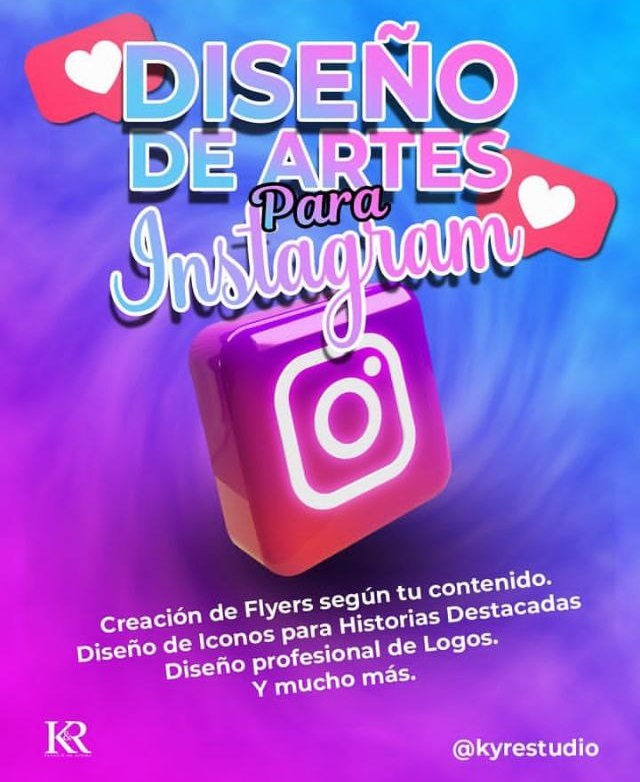 DISEÑO
DE ARTES
Para
Instagram
Creación de Flyers según tu contenido.
Diseño de Iconos para Historias Destacadas
Diseño profesional de Logos.
Y mucho más.
K&R
@kyrestudio